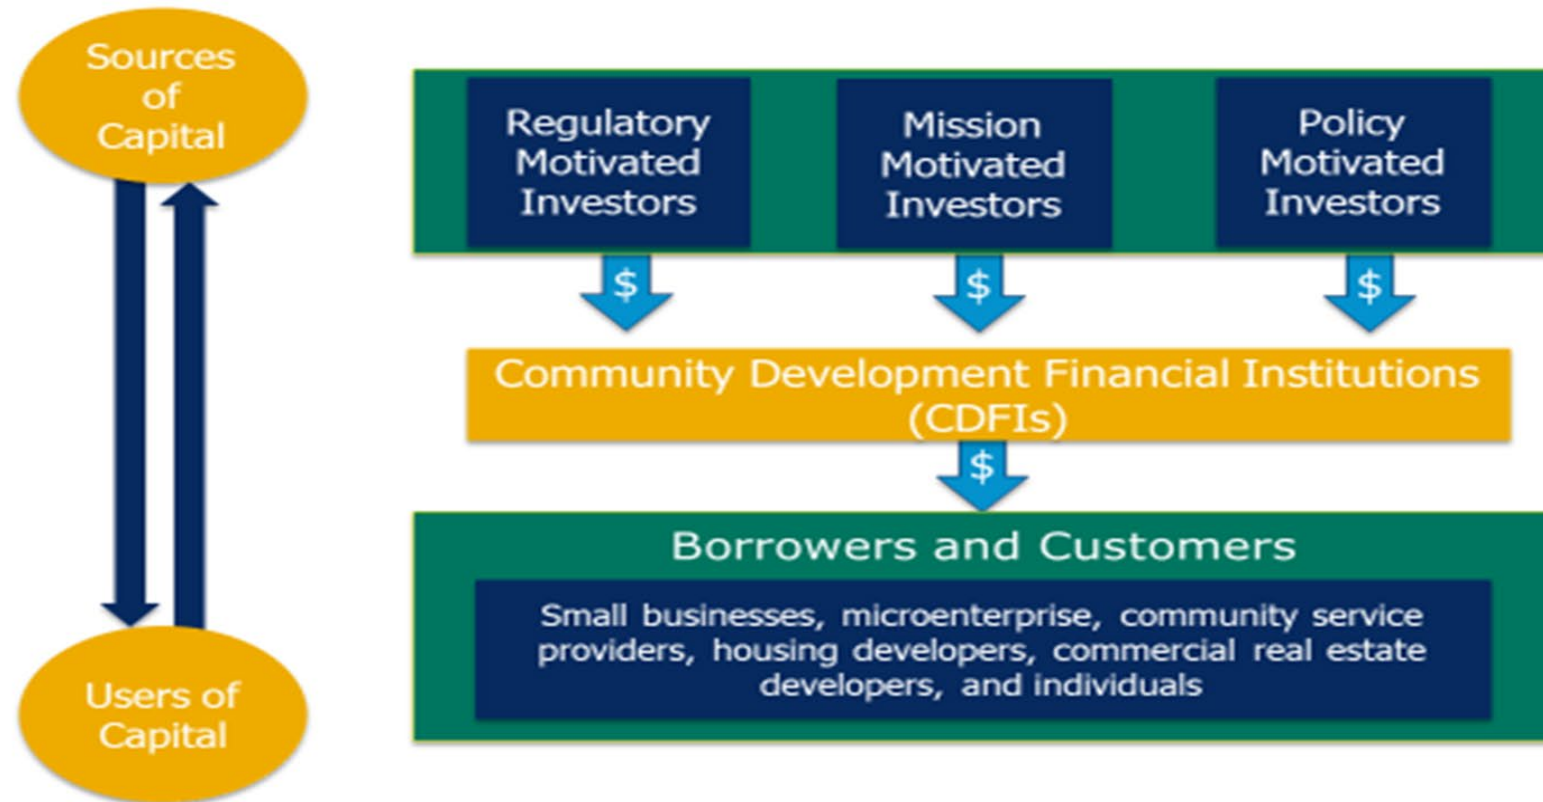 Sources
of
Capital
Regulatory
Motivated
Investors
Mission
Motivated
Investors
Policy
Motivated
Investors
$
$
$
Community Development Financial Institutions
(CDFIs)
$
Borrowers and Customers
Small businesses, microenterprise, community service
providers, housing developers, commercial real estate
developers, and individuals
Users of
Capital